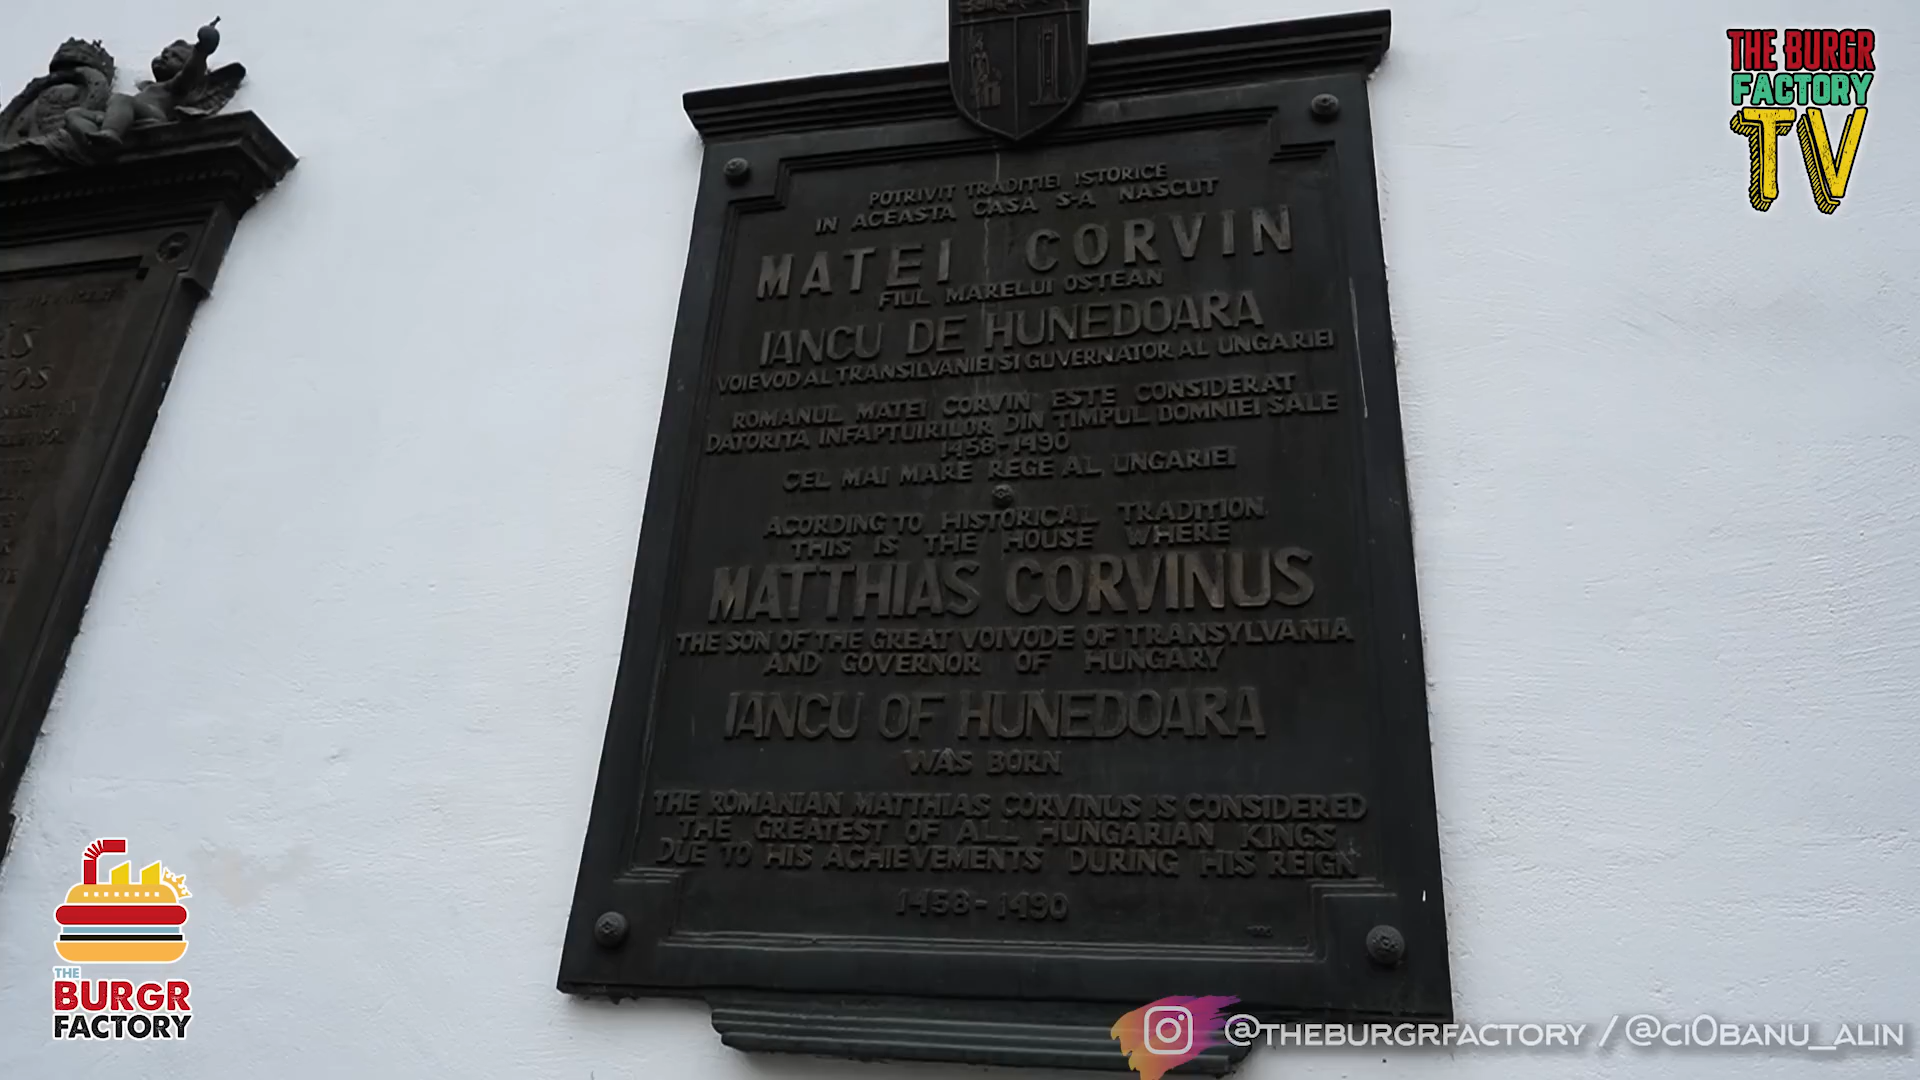 THE BURGR
FACTORY
TV
POTRIVIT TRADITIEI ISTORICE
IN ACEASTA CASA S-A NASCUT
MATEI CORVIN
FIUL MARELUI OSTEAN
IANCU DE HUNEDOARA
VOIEVOD AL TRANSILVANIEI SI GUVERNATOR AL UNGARIEI
ROMANUL MATEI CORVIN ESTE CONSIDERAT
DATORITA INFAPTUIRILOR DIN TIMPUL DOMNIEI SALE
1458-1490
CEL MAI MARE REGE AL UNGARIEI
ACORDING TO HISTORICAL TRADITION
THIS IS THE HOUSE WHERE
MATTHIAS CORVINUS
THE SON OF THE GREAT VOIVODE OF TRANSYLVANIA
AND GOVERNOR OF HUNGARY
IANCU OF HUNEDOARA
WAS BORN
THE ROMANIAN MATTHIAS CORVINUS IS CONSIDERED
THE GREATEST OF ALL HUNGARIAN KINGS
DUE TO HIS ACHIEVEMENTS DURING HIS REIGN
1458-1490
THE
BURGR
FACTORY
@THEBURGRFACTORY / @CI0BANU_ALIN